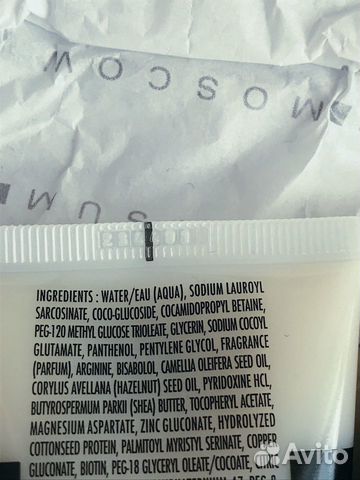 MOSCOW
SUM
INGREDIENTS : WATER/EAU (AQUA), SODIUM LAUROYL
SARCOSINATE, COCO-GLUCOSIDE, COCAMIDOPROPYL BETAINE,
PEG-120 METHYL GLUCOSE TRIOLEATE, GLYCERIN, SODIUM COCOYL
GLUTAMATE, PANTHENOL, PENTYLENE GLYCOL, FRAGRANCE
(PARFUM), ARGININE, BISABOLOL, CAMELLIA OLEIFERA SEED OIL,
CORYLUS AVELLANA (HAZELNUT) SEED OIL, PYRIDOXINE HCL,
BUTYROSPERMUM PARKII (SHEA) BUTTER, TOCOPHERYL ACETATE,
MAGNESIUM ASPARTATE, ZINC GLUCONATE, HYDROLYZED
COTTONSEED PROTEIN, PALMITOYL MYRISTYL SERINATE, COPPER
GLUCONATE, BIOTIN, PEG-18 GLYCERYL OLEATE/COCOATE, CITRIC
Avito